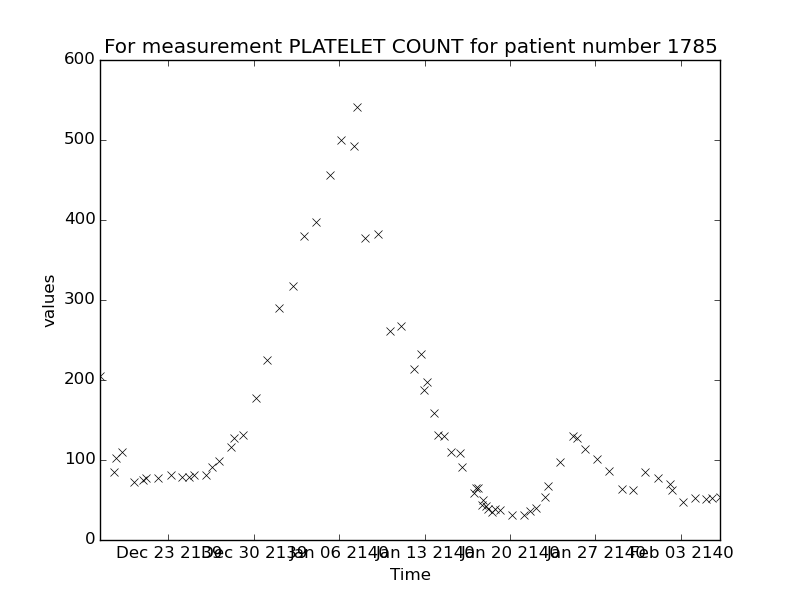 For measurement PLATELET COUNT for patient number 1785
600
500
400
300
200
100
0
values
Dec 23 2139 Dec 30 2139 Jan 06 2140 Jan 13 2140 Jan 20 2140 Jan 27 2140 Feb 03 2140
Time